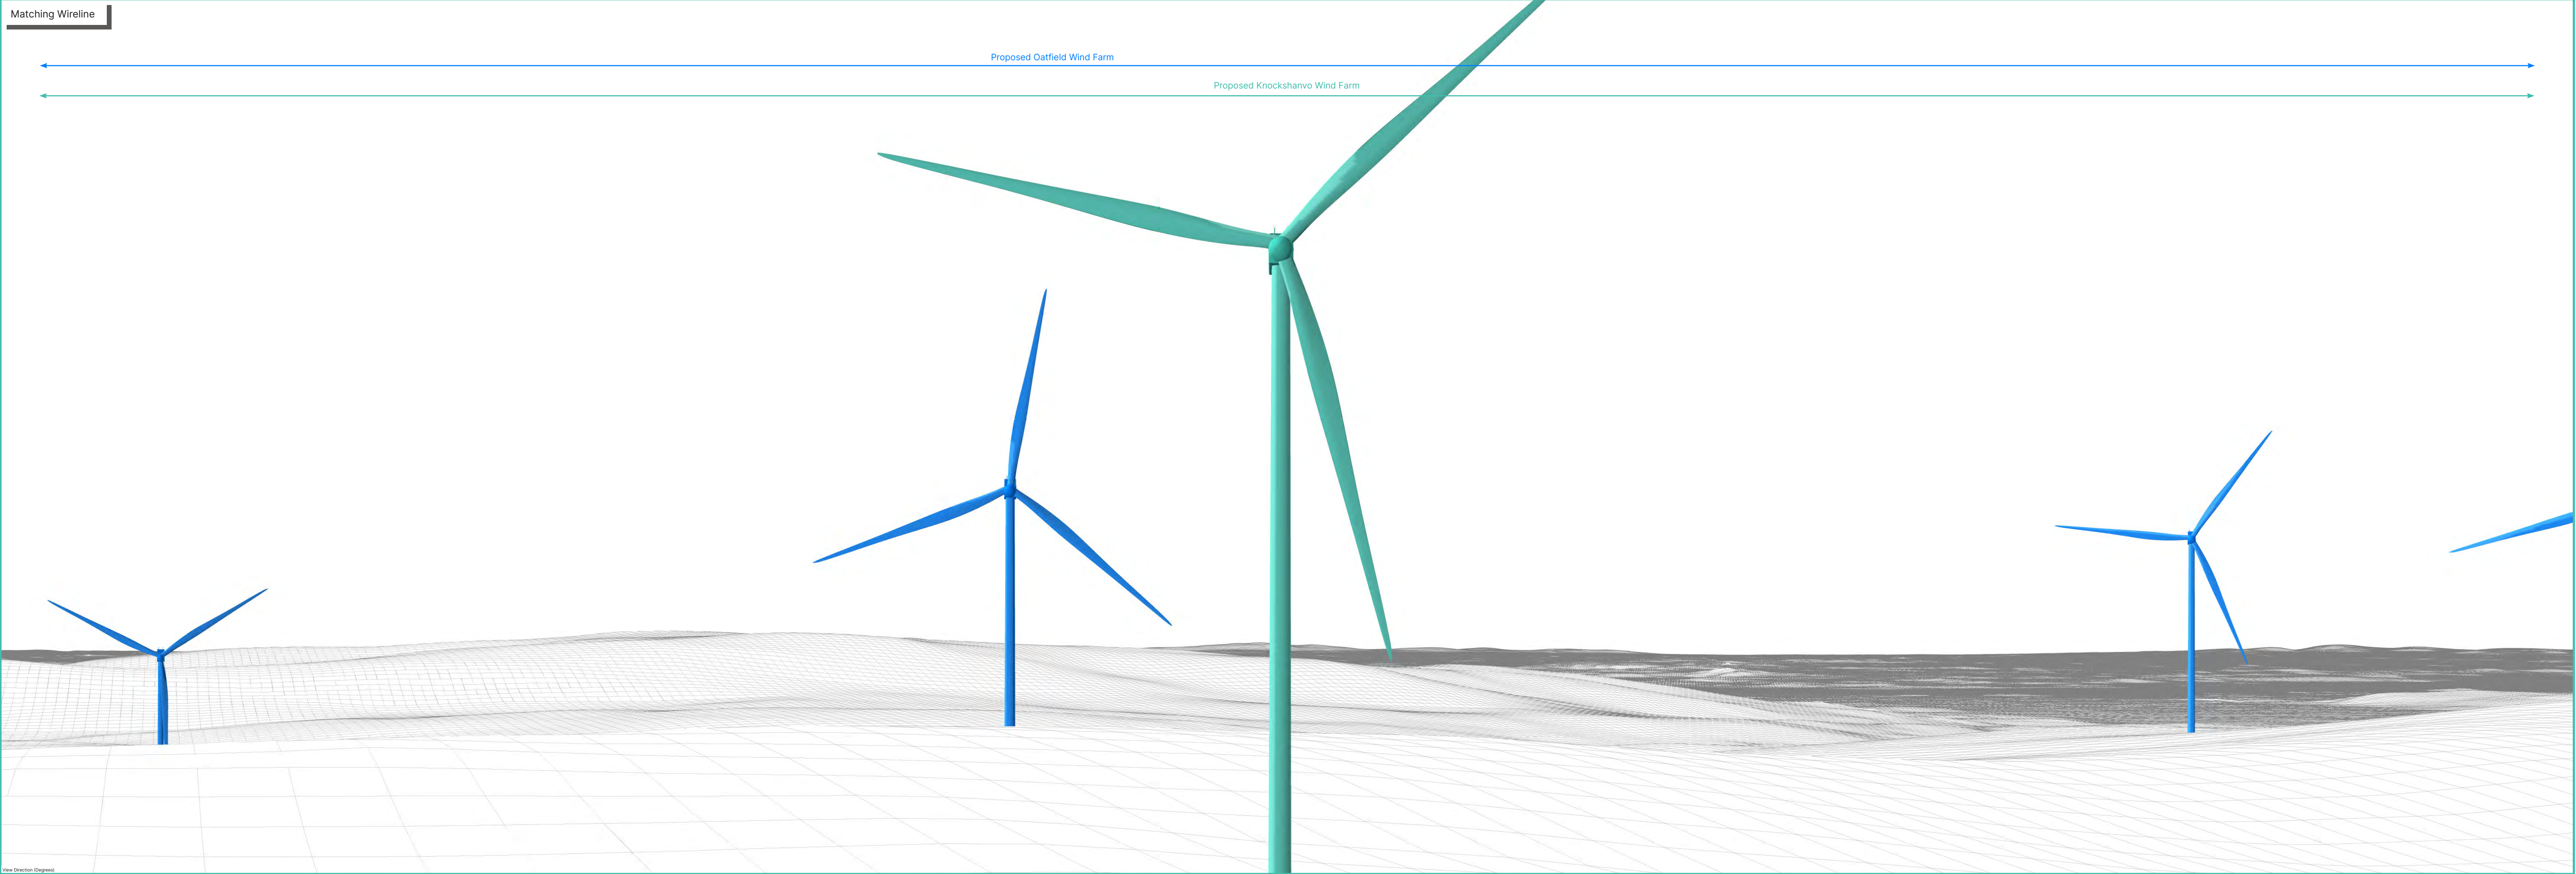 Matching Wireline
Proposed Oatfield Wind Farm
Proposed Knockshanvo Wind Farm
View Direction (Degrees)